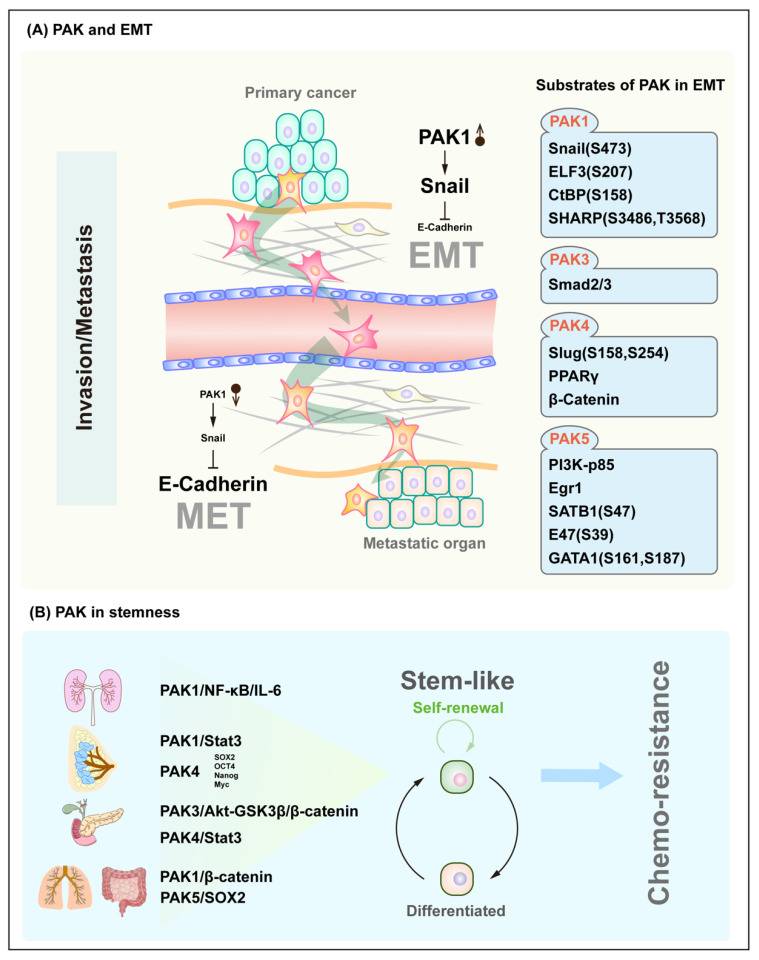 (A) PAK and EMT
Invasion/Metastasis
Primary cancer
PAK1
Snail
E-Cadherin
EMT
PAK1
Snail
E-Cadherin
MET
Metastatic organ
Substrates of PAK in EMT
PAK1
Snail(S473)
ELF3(S207)
CtBP(S158)
SHARP(S3486,T3568)
PAK3
Smad2/3
PAK4
Slug(S158,S254)
PPARγ
β-Catenin
PAK5
PI3K-p85
Egr1
SATB1(S47)
E47(S39)
GATA1(S161,S187)
(B) PAK in stemness
PAK1/NF-κB/IL-6
PAK1/Stat3
PAK4
SOX2
OCT4
Nanog
Myc
PAK3/Akt-GSK3β/β-catenin
PAK4/Stat3
PAK1/β-catenin
PAK5/SOX2
Stem-like
Self-renewal
Differentiated
Chemo-resistance